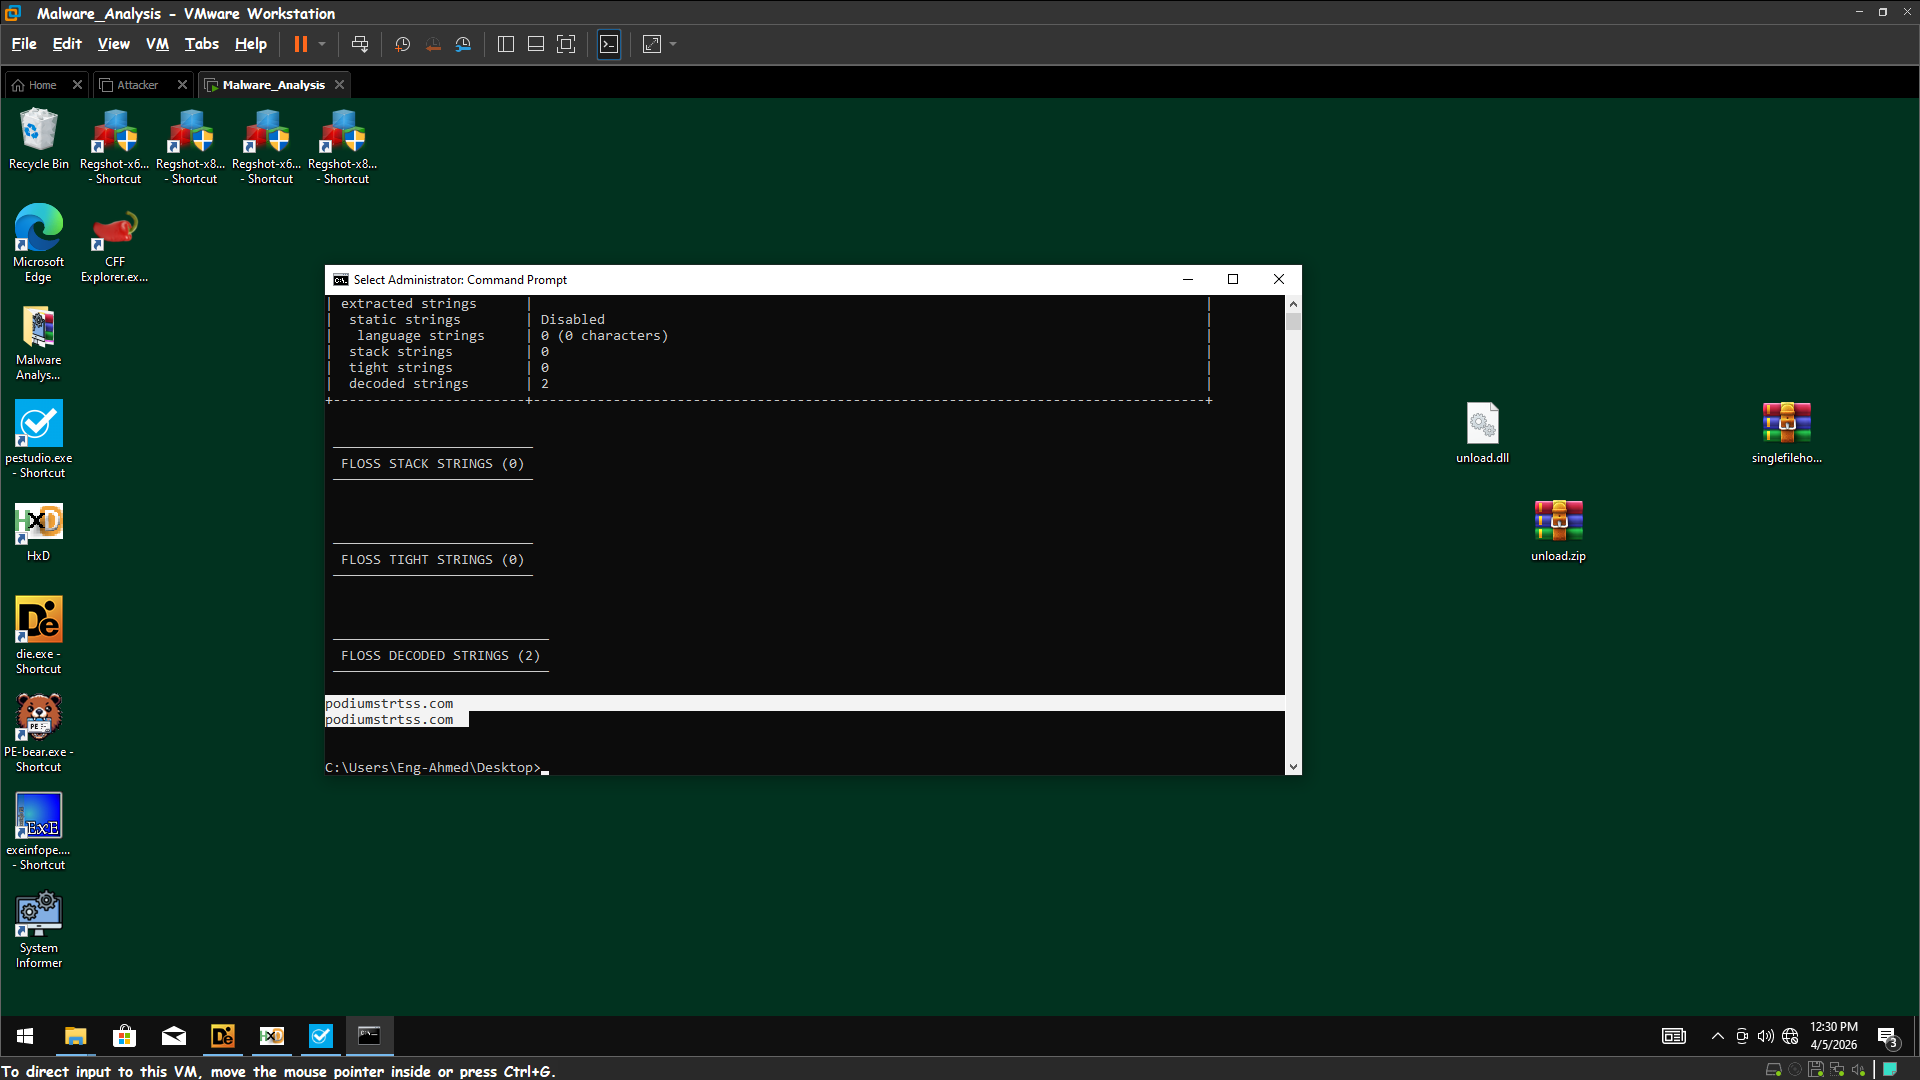 Malware_Analysis - VMware Workstation
File Edit View VM Tabs Help
Home
Attacker
Malware_Analysis
Recycle Bin
Regshot-x6... - Shortcut
Regshot-x8... - Shortcut
Regshot-x6... - Shortcut
Regshot-x8... - Shortcut
Microsoft Edge
CFF Explorer.ex...
Malware Analys...
pestudio.exe - Shortcut
HxD
die.exe - Shortcut
PE-bear.exe - Shortcut
exeinfope.... - Shortcut
System Informer
Select Administrator: Command Prompt
| extracted strings | |
| static strings | Disabled |
| language strings | 0 (0 characters) |
| stack strings | 0 |
| tight strings | 0 |
| decoded strings | 2 |
FLOSS STACK STRINGS (0)
FLOSS TIGHT STRINGS (0)
FLOSS DECODED STRINGS (2)
podiumstrtss.com
podiumstrtss.com
C:\Users\Eng-Ahmed\Desktop>
unload.dll
singlefileho...
unload.zip
12:30 PM
4/5/2026
3
To direct input to this VM, move the mouse pointer inside or press Ctrl+G.